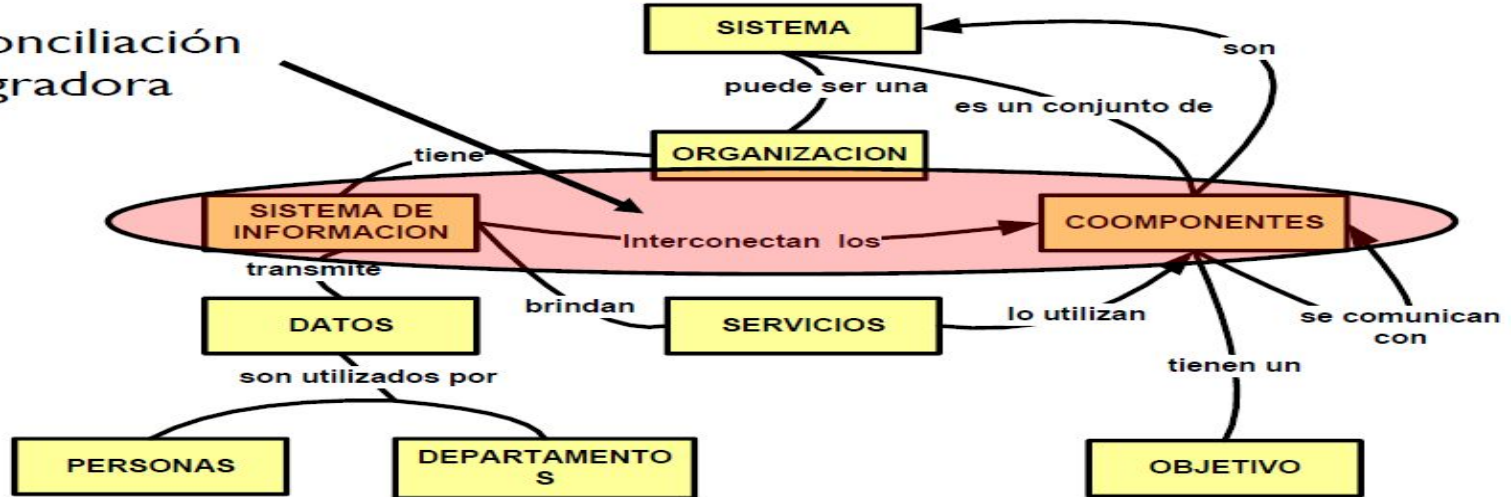 onciliación
gradora
SISTEMA
son
puede ser una
es un conjunto de
tiene
ORGANIZACION
SISTEMA DE
INFORMACION
Interconectan los
COOMPONENTES
transmite
brindan
lo utilizan
se comunican
con
DATOS
SERVICIOS
tienen un
son utilizados por
PERSONAS
DEPARTAMENTO
S
OBJETIVO